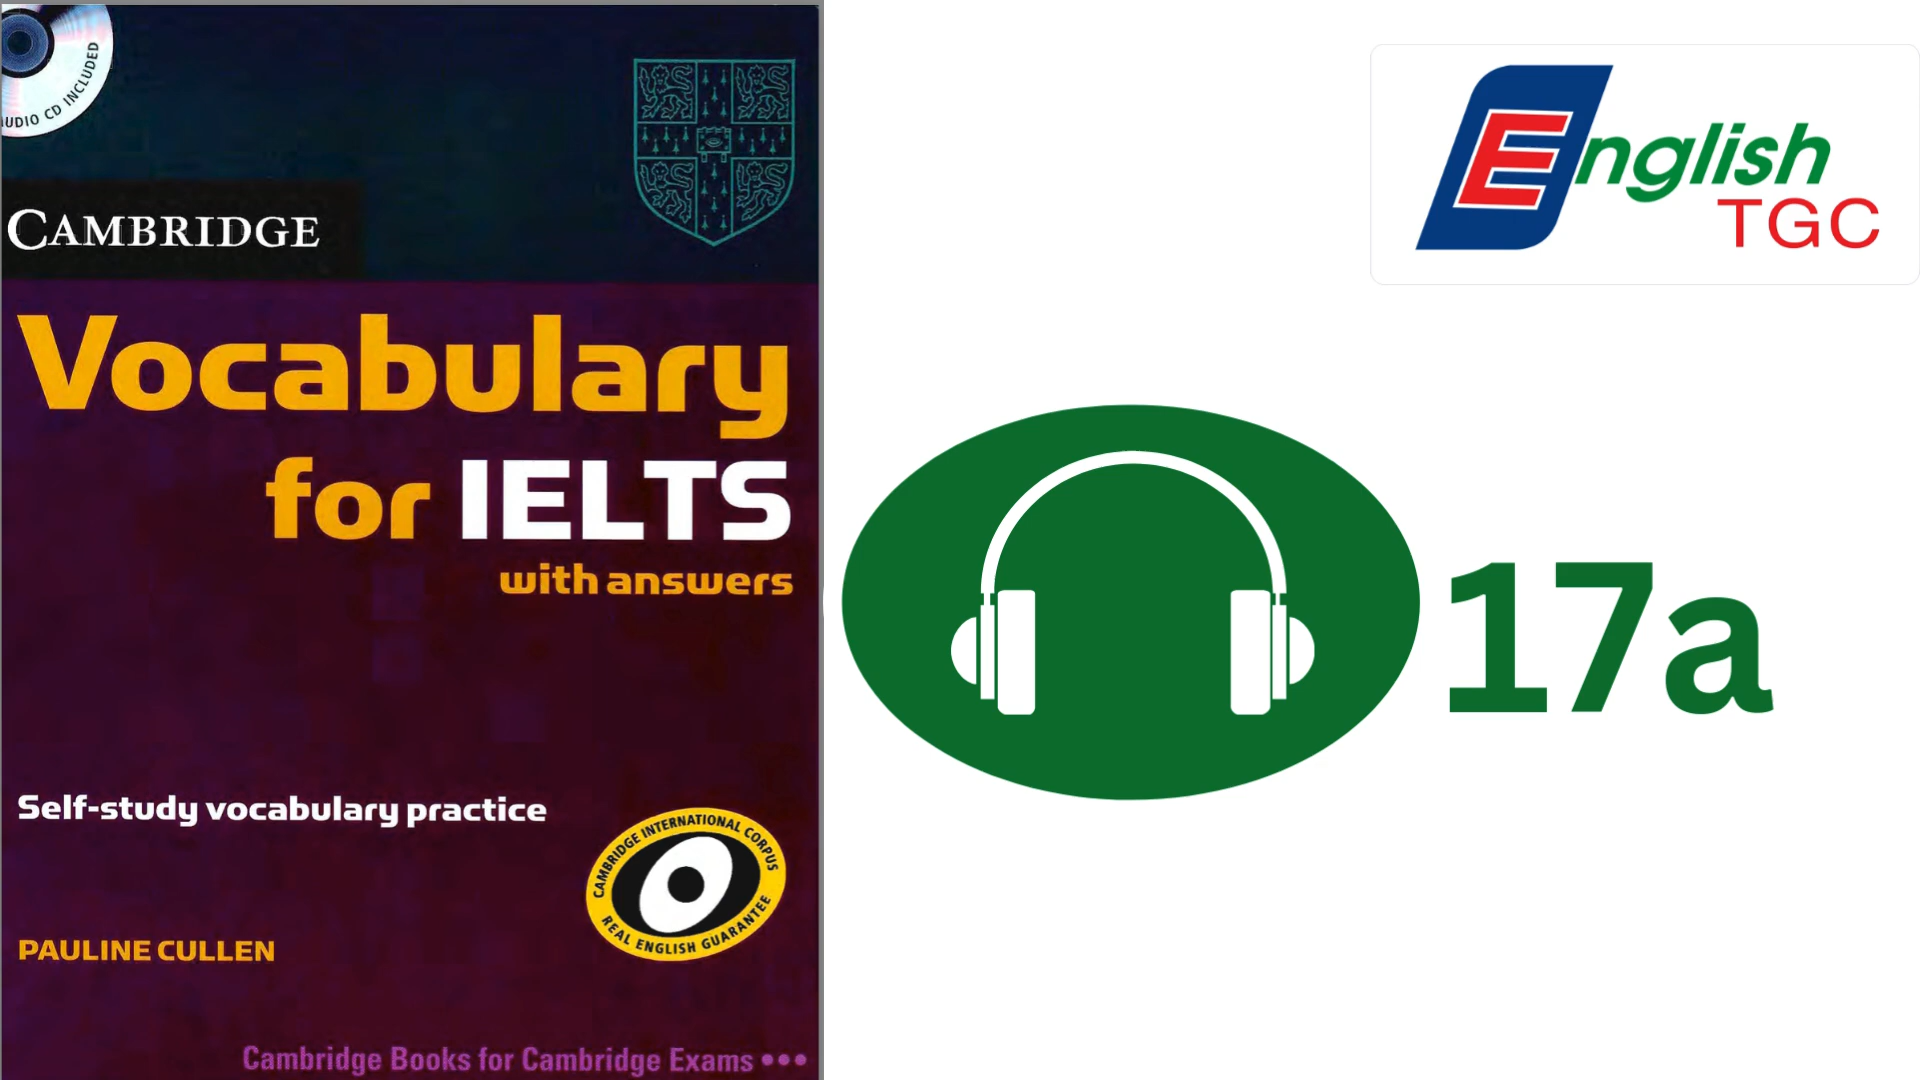 UDIO CD INCLUDED
CAMBRIDGE
Vocabulary
for IELTS
with answers
Self-study vocabulary practice
CAMBRIDGE INTERNATIONAL CORPUS
REAL ENGLISH GUARANTEE
PAULINE CULLEN
Cambridge Books for Cambridge Exams •••
English
TGC
17a